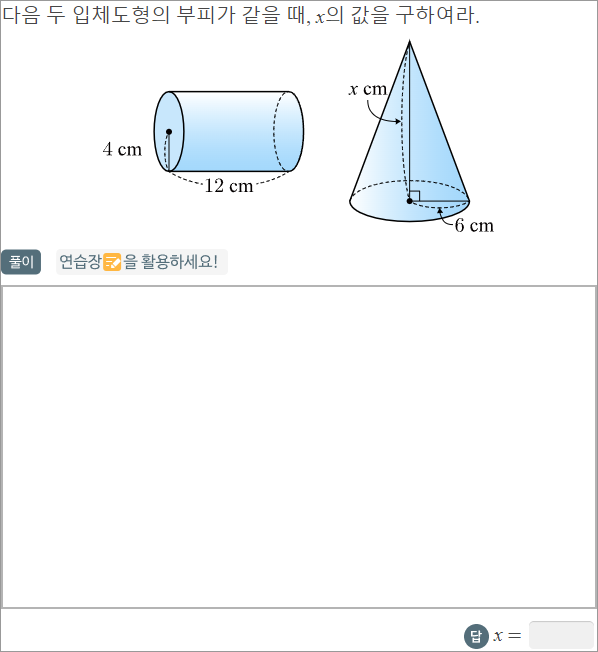 다음 두 입체도형의 부피가 같을 때, x의 값을 구하여라.
x cm
4 cm
12 cm
6 cm
풀이 연습장을 활용하세요!
답 x =